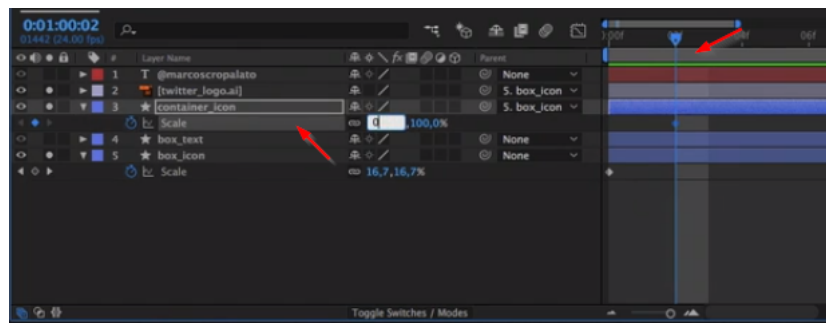 0:01:00:02
01442 (24.00 fps)
:00f 04f 06f
# Layer Name fx Parent
1 T @marcoscropalato None
2 [twitter_logo.ai] 5. box_icon
3 container_icon 5. box_icon
Scale 0 ,100,0%
4 box_text None
5 box_icon None
Scale 16,7,16,7%
Toggle Switches / Modes